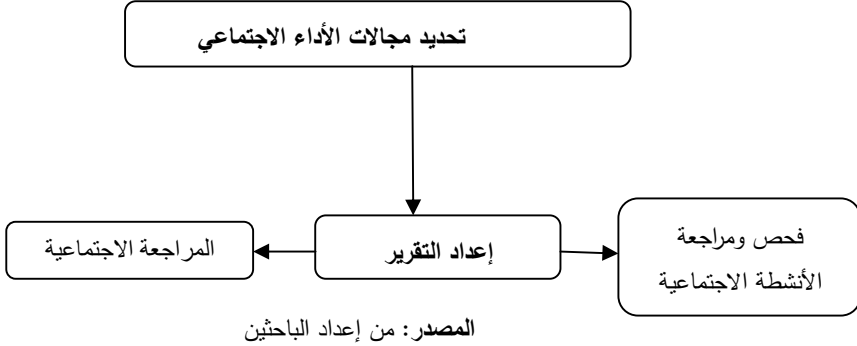 تحديد مجالات الأداء الاجتماعي
فحص ومراجعة
الأنشطة الاجتماعية
إعداد التقرير
المراجعة الاجتماعية
المصدر: من إعداد الباحثين